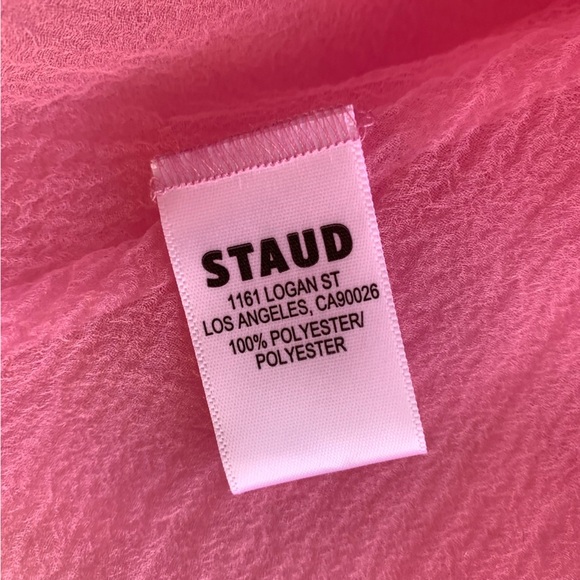 STAUD
1161 LOGAN ST
LOS ANGELES, CA90026
100% POLYESTER/
POLYESTER